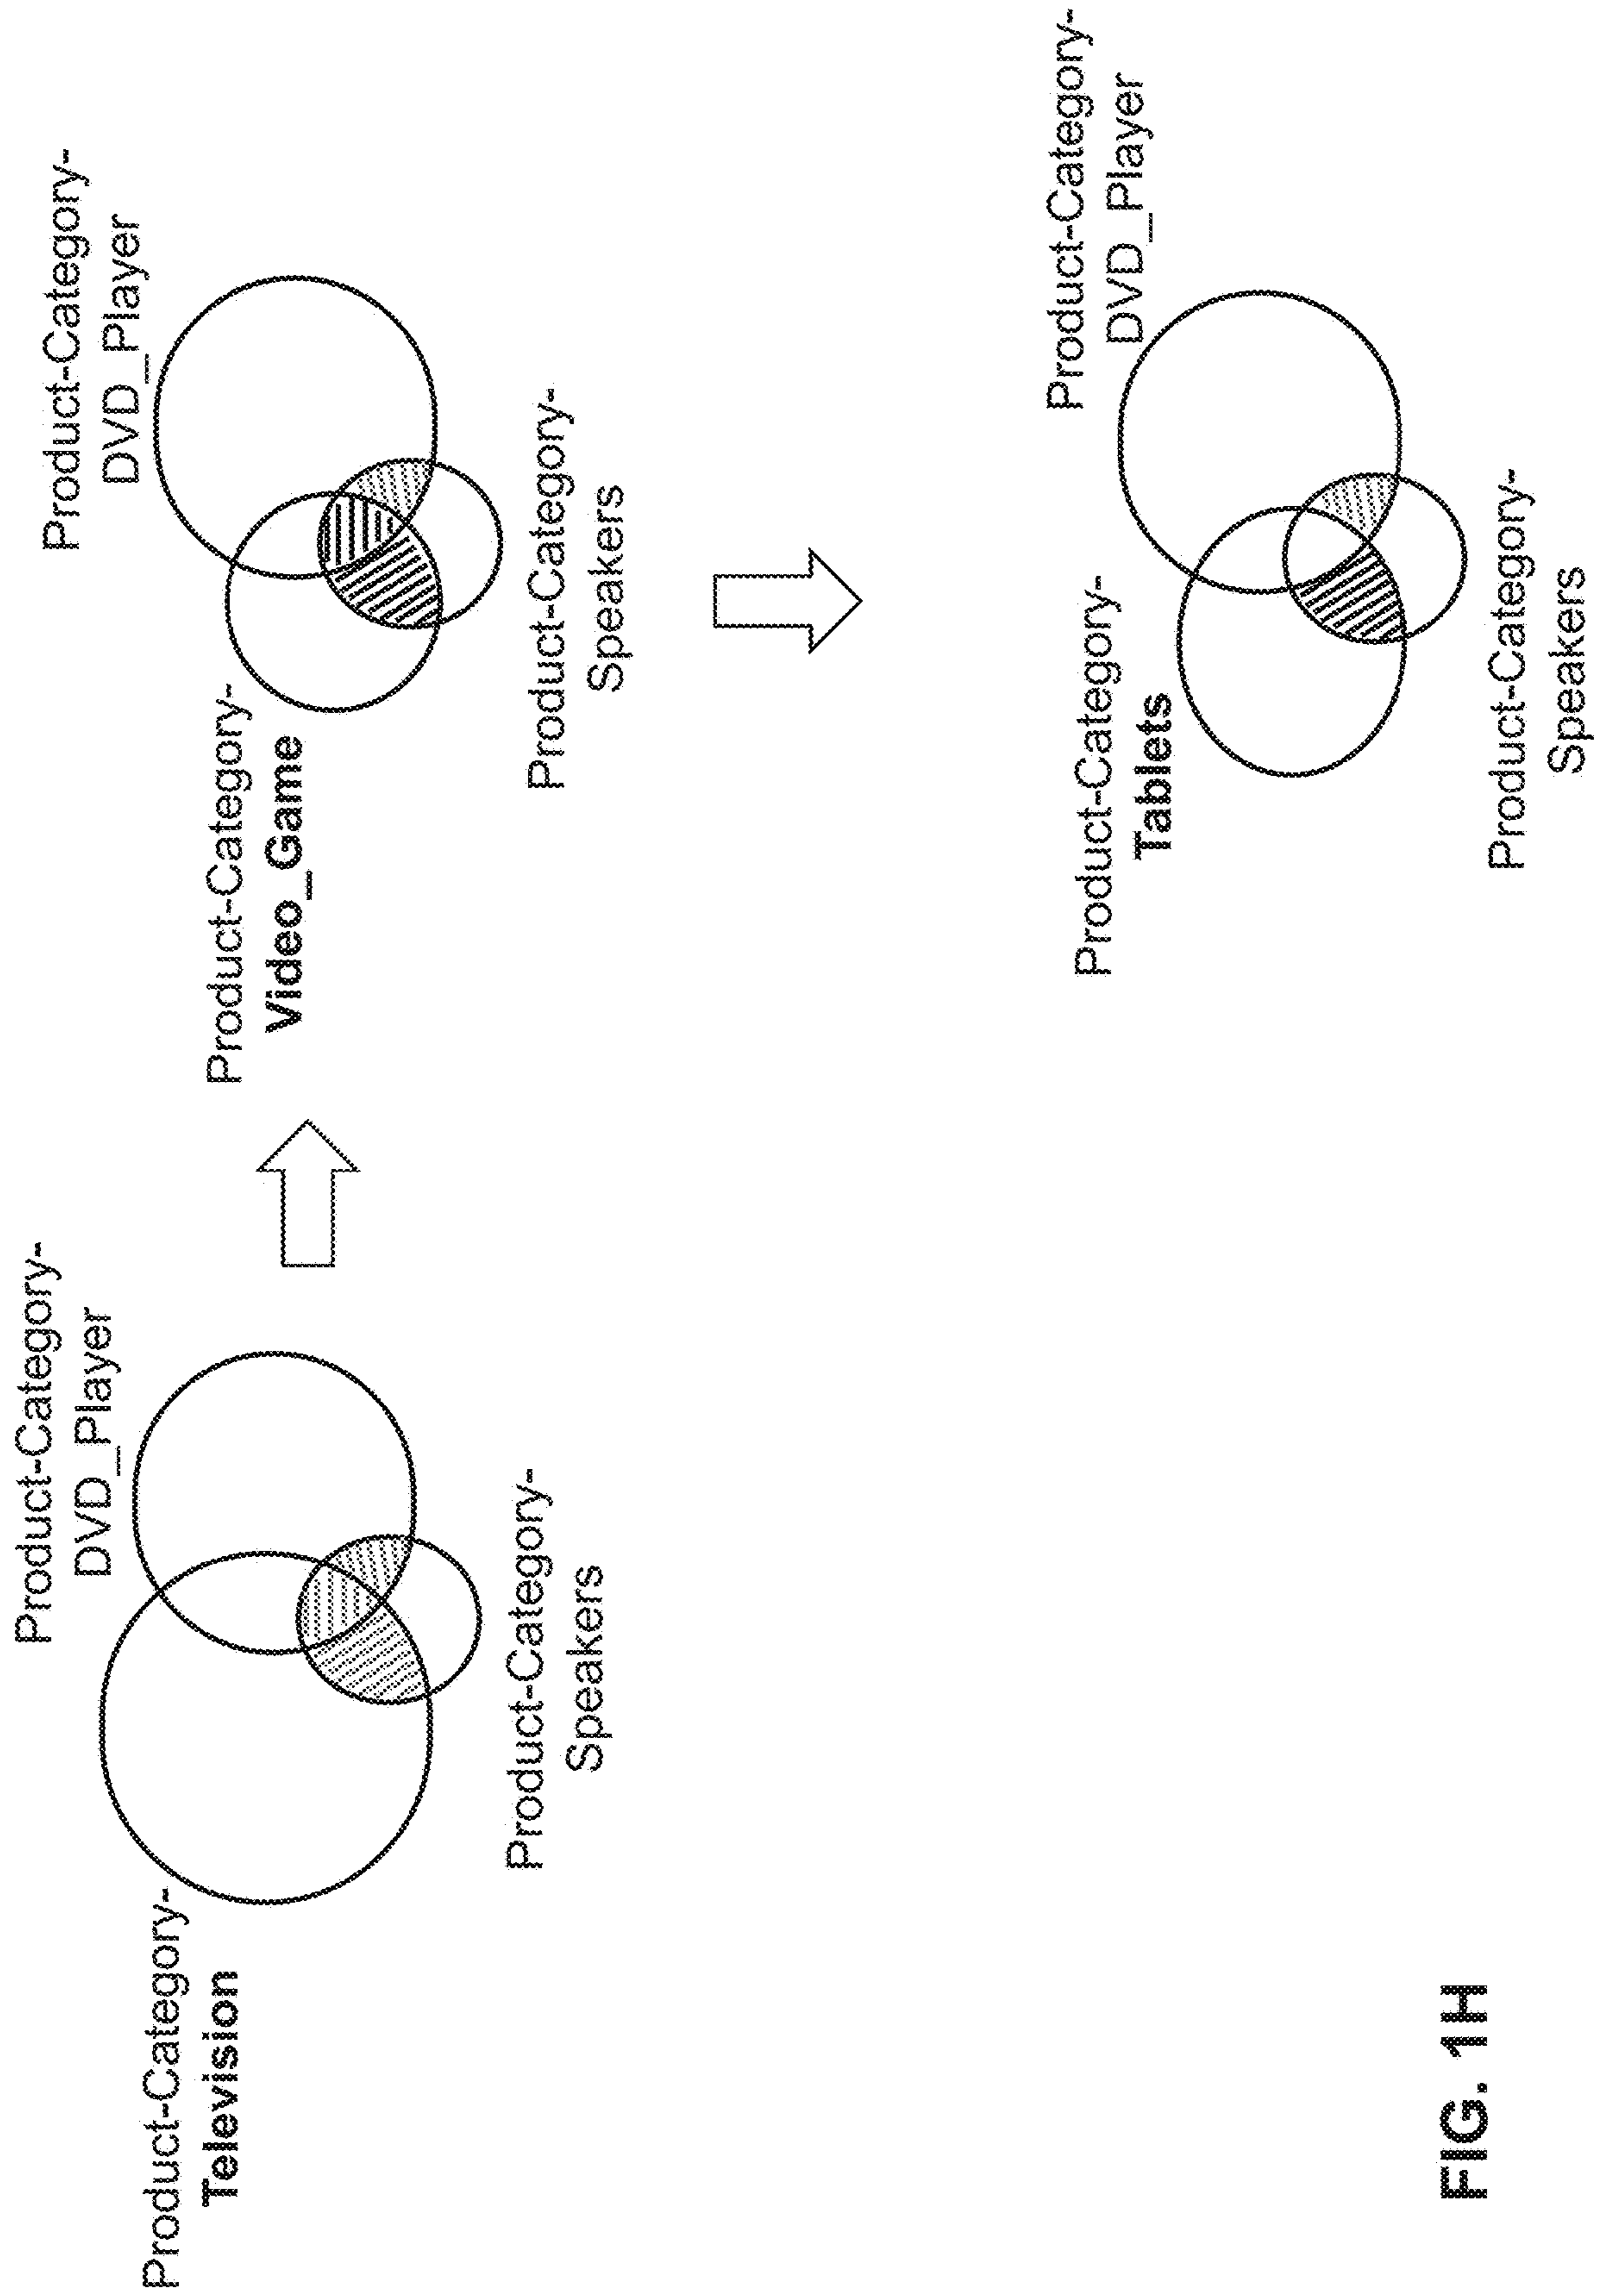 Product-Category-
Television
Product-Category-
DVD_Player
Product-Category-
Speakers
Product-Category-
Video_Game
Product-Category-
DVD_Player
Product-Category-
Speakers
Product-Category-
Tablets
Product-Category-
DVD_Player
Product-Category-
Speakers
FIG. 1H